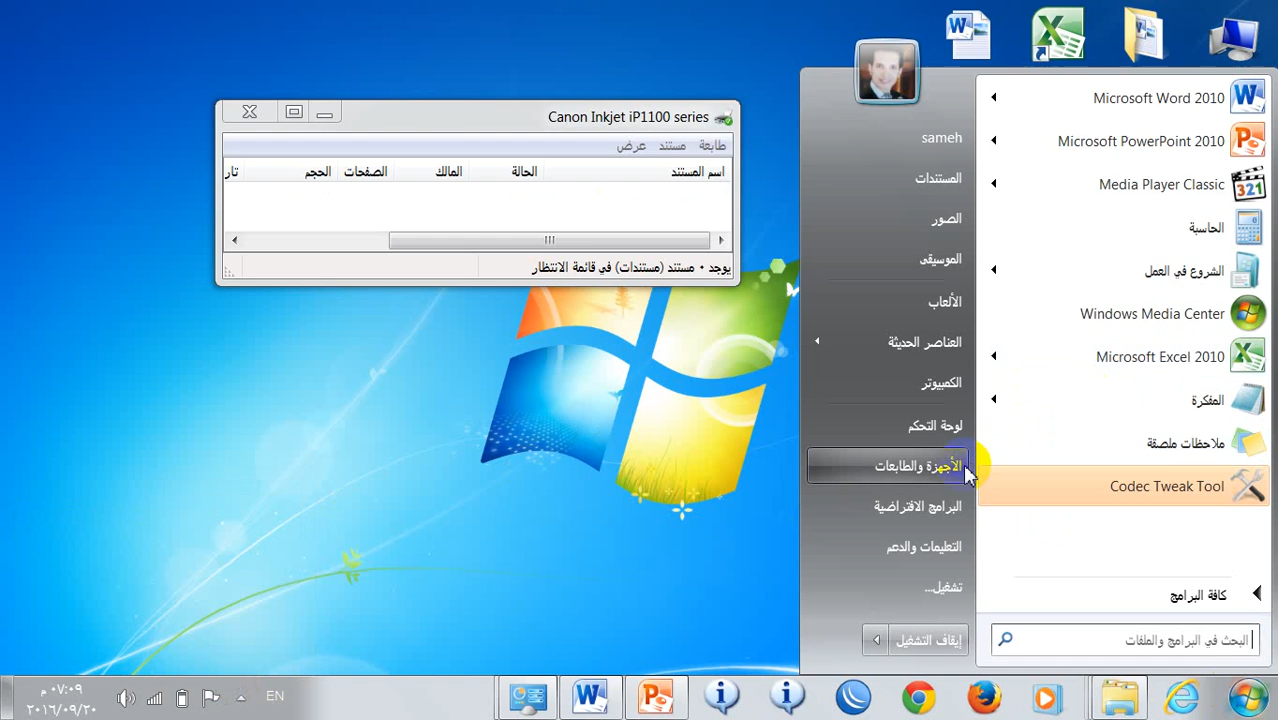 Canon Inkjet iP1100 series
طابعة
مستند
عرض
اسم المستند
الحالة
المالك
الصفحات
الحجم
تار
يوجد ٠ مستند (مستندات) في قائمة الانتظار
Microsoft Word 2010
Microsoft PowerPoint 2010
Media Player Classic
الحاسبة
الشروع في العمل
Windows Media Center
Microsoft Excel 2010
المفكرة
ملاحظات ملصقة
Codec Tweak Tool
كافة البرامج
البحث في البرامج والملفات
sameh
المستندات
الصور
الموسيقى
الألعاب
العناصر الحديثة
الكمبيوتر
لوحة التحكم
الأجهزة والطابعات
البرامج الافتراضية
التعليمات والدعم
تشغيل...
إيقاف التشغيل
EN
٠٧:٠٩ م
٢٠١٦/٠٩/٢٠